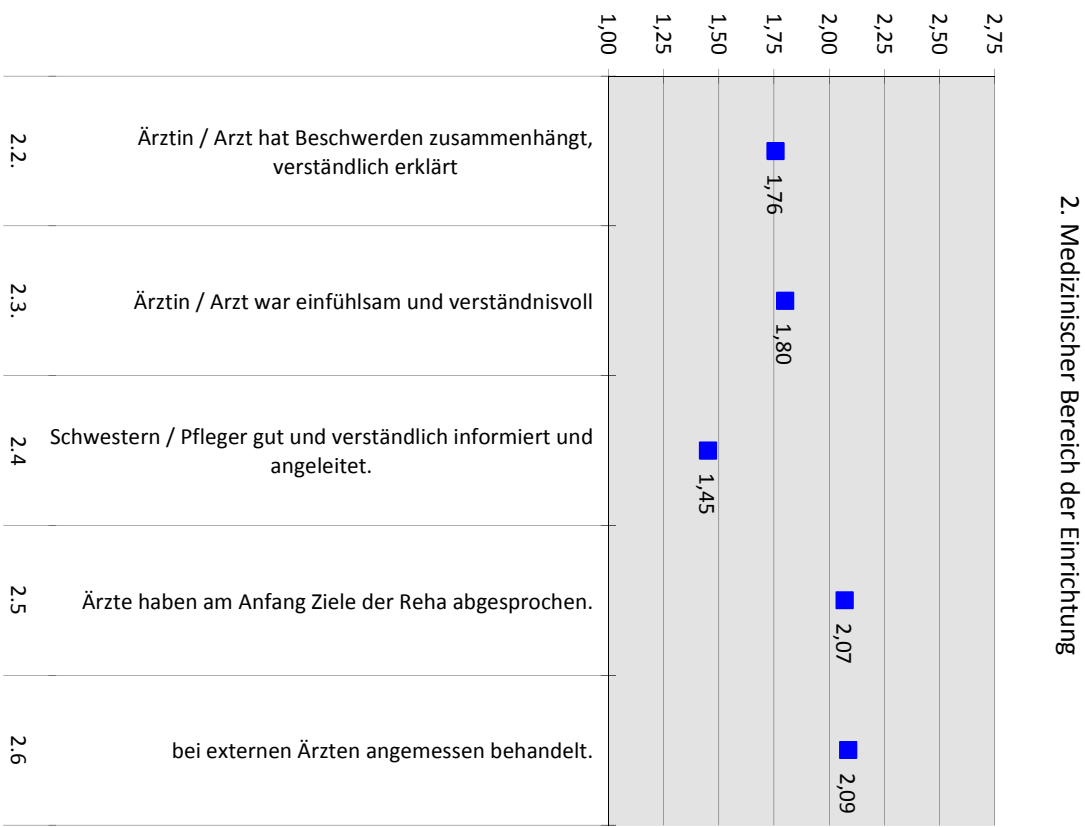 2. Medizinischer Bereich der Einrichtung
2,75
2,50
2,25
2,00
1,75
1,50
1,25
1,00
2.2.
Ärztin / Arzt hat Beschwerden zusammenhängt,
verständlich erklärt
1,76
2.3.
Ärztin / Arzt war einfühlsam und verständnisvoll
1,80
2.4
Schwestern / Pfleger gut und verständlich informiert und
angeleitet.
1,45
2.5
Ärzte haben am Anfang Ziele der Reha abgesprochen.
2,07
2.6
bei externen Ärzten angemessen behandelt.
2,09